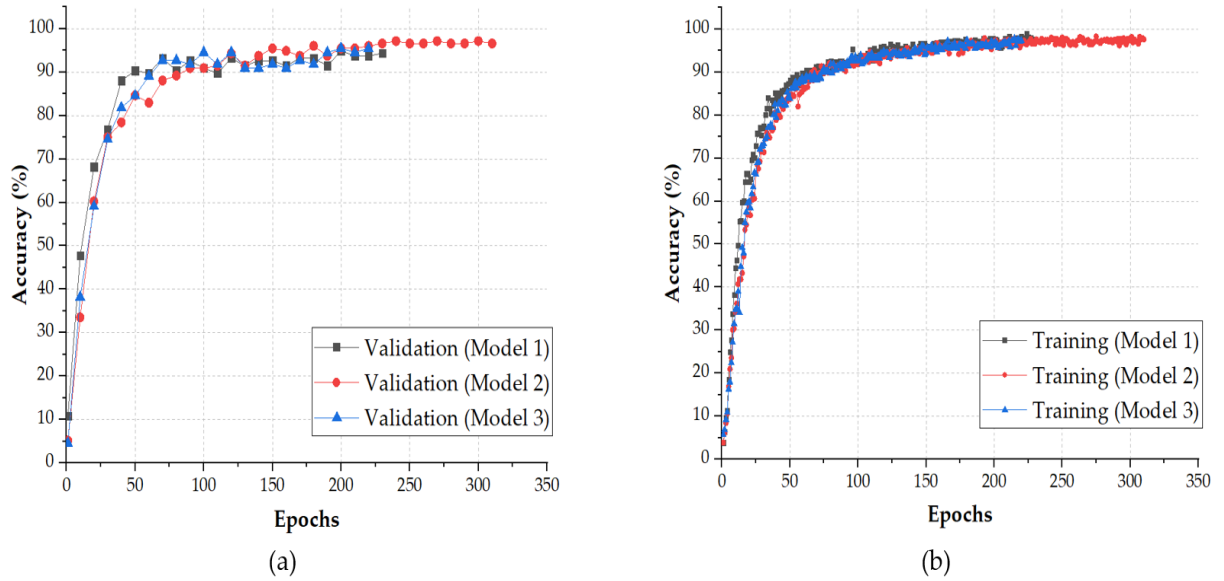 100
90
80
70
60
50
40
30
20
10
0
Accuracy (%)
Validation (Model 1)
Validation (Model 2)
Validation (Model 3)
0 50 100 150 200 250 300 350
Epochs
(a)
100
90
80
70
60
50
40
30
20
10
0
Accuracy (%)
Training (Model 1)
Training (Model 2)
Training (Model 3)
0 50 100 150 200 250 300 350
Epochs
(b)